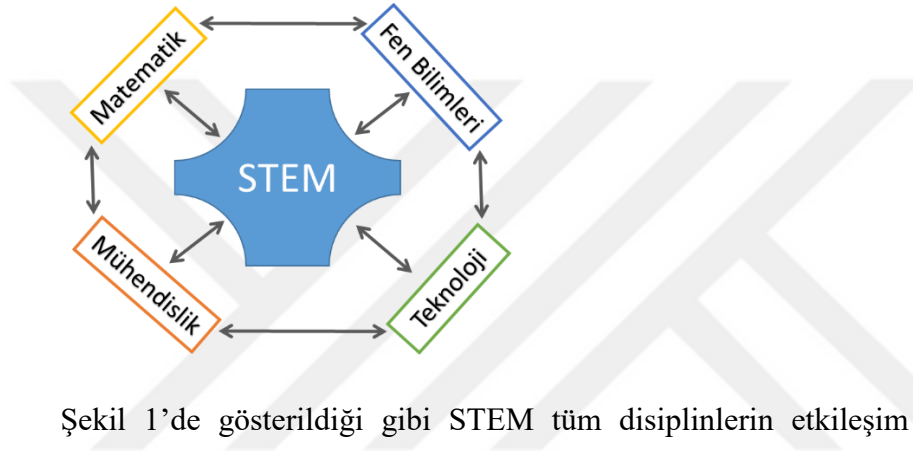 Matematik
Fen Bilimleri
STEM
Mühendislik
Teknoloji
Şekil 1’de gösterildiği gibi STEM tüm disiplinlerin etkileşim